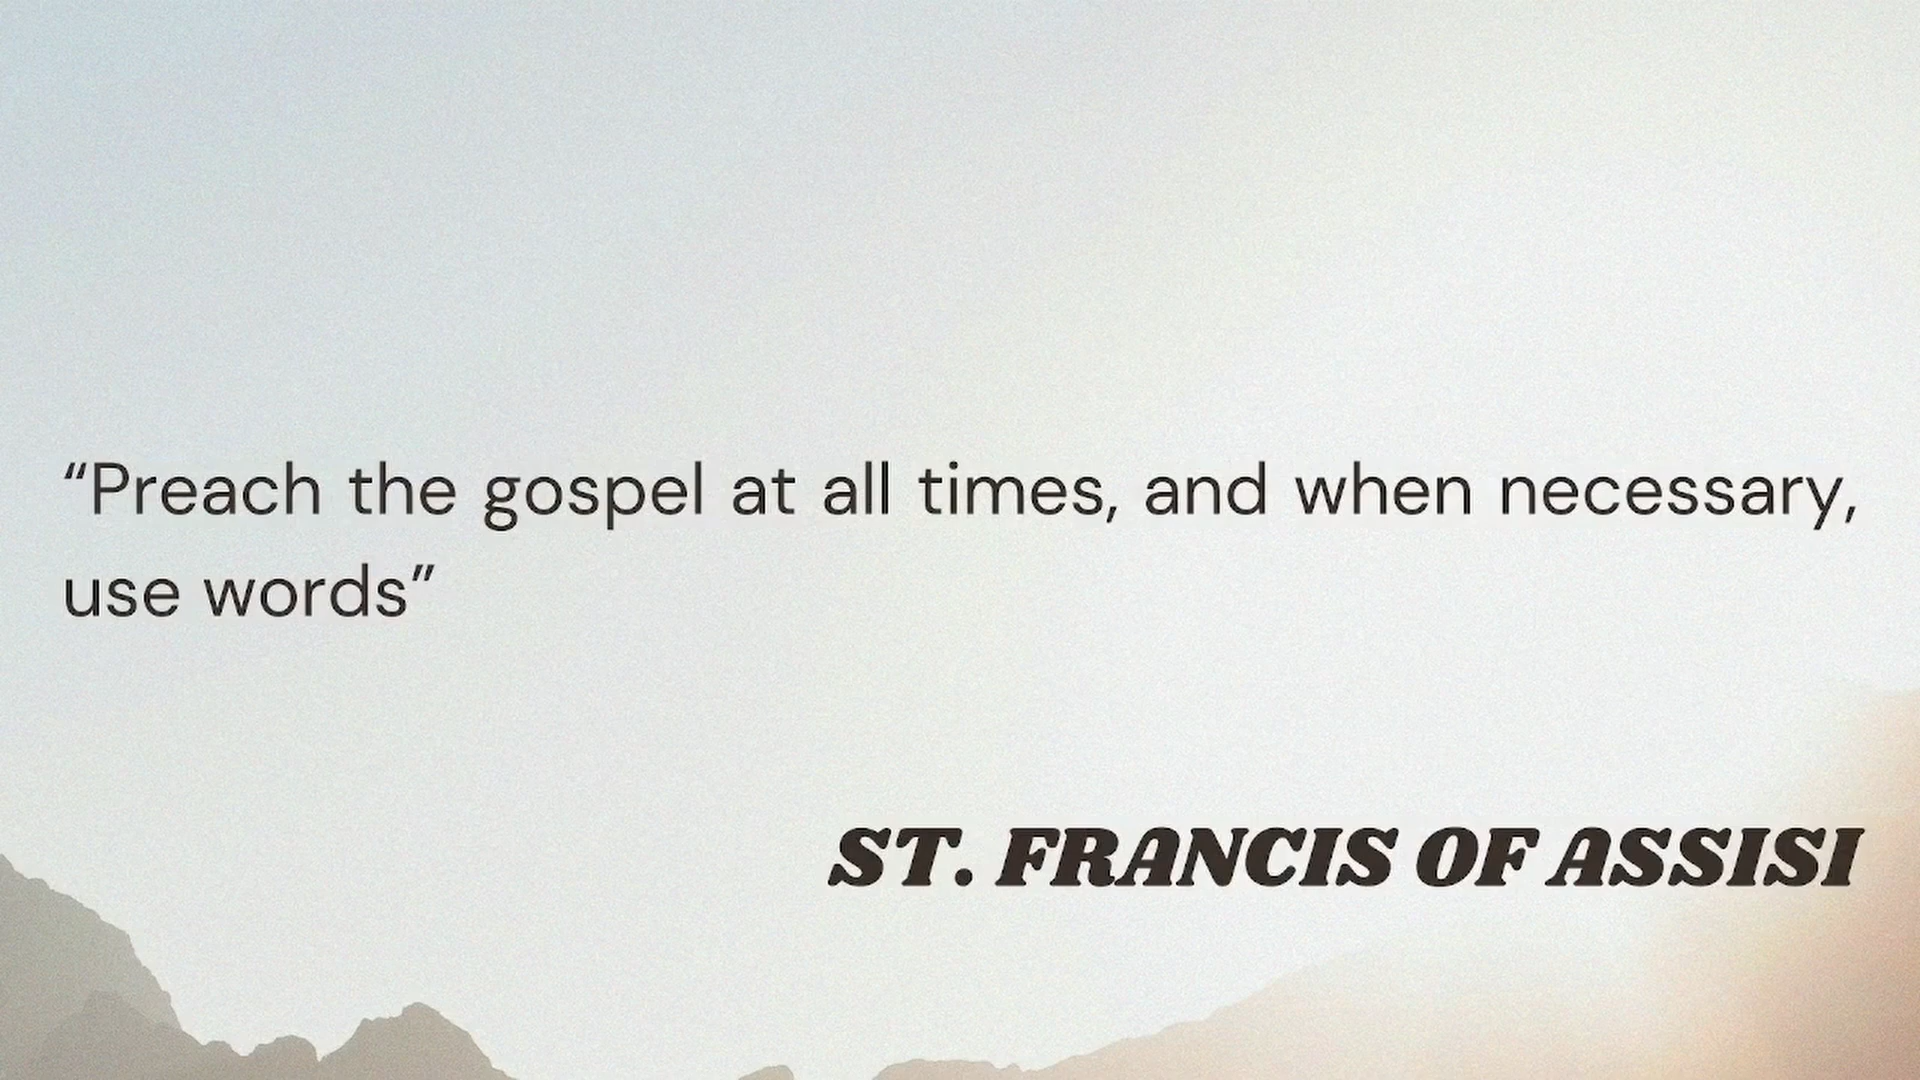 “Preach the gospel at all times, and when necessary,
use words”
ST. FRANCIS OF ASSISI